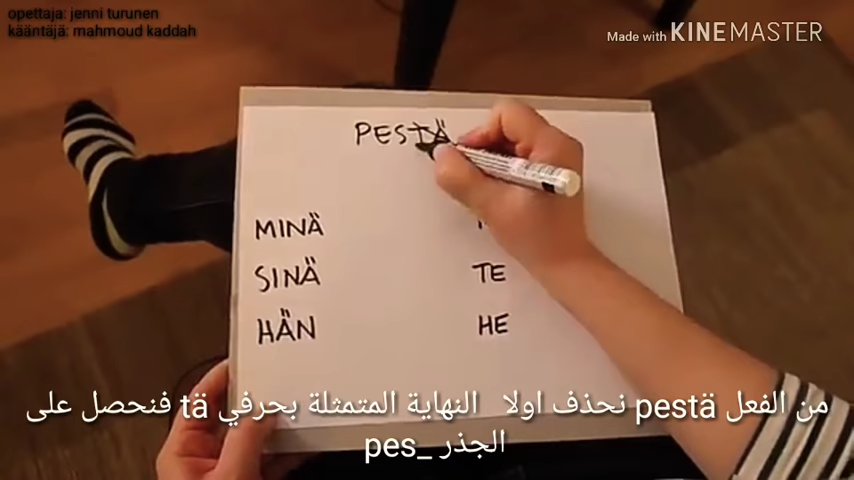 opettaja: jenni turunen
kääntäjä: mahmoud kaddah
Made with KINEMASTER
PESTÄ
MINÄ
SINÄ TE
HÄN HE
من الفعل pestä نحذف اولا النهاية المتمثلة بحرفي tä فنحصل على
الجذر _pes